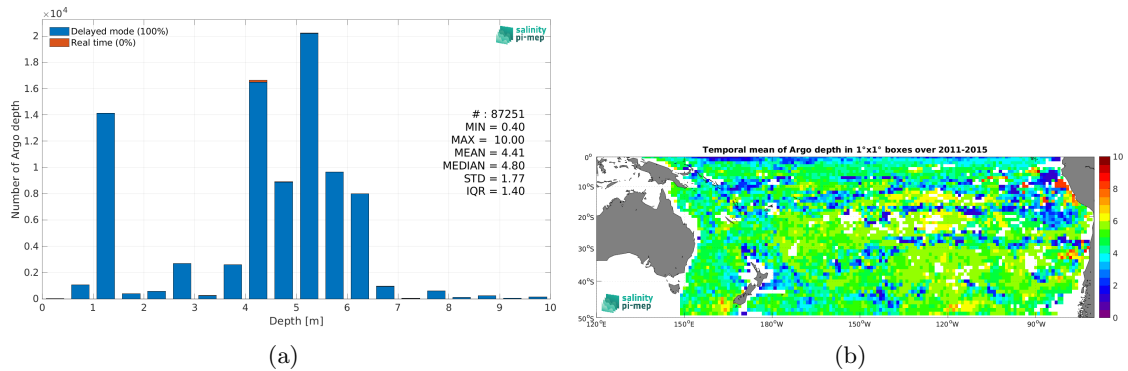 ×10⁴
Delayed mode (100%)
Real time (0%)
salinity
pi-mep
2
1.8
1.6
1.4
1.2
1
0.8
0.6
0.4
0.2
0
Number of Argo depth
# : 87251
MIN = 0.40
MAX = 10.00
MEAN = 4.41
MEDIAN = 4.80
STD = 1.77
IQR = 1.40
0 1 2 3 4 5 6 7 8 9 10
Depth [m]
(a)
Temporal mean of Argo depth in 1°x1° boxes over 2011-2015
0°
10°S
20°S
30°S
40°S
50°S
120°E 150°E 180°W 150°W 120°W 90°W
salinity
pi-mep
10
8
6
4
2
0
(b)